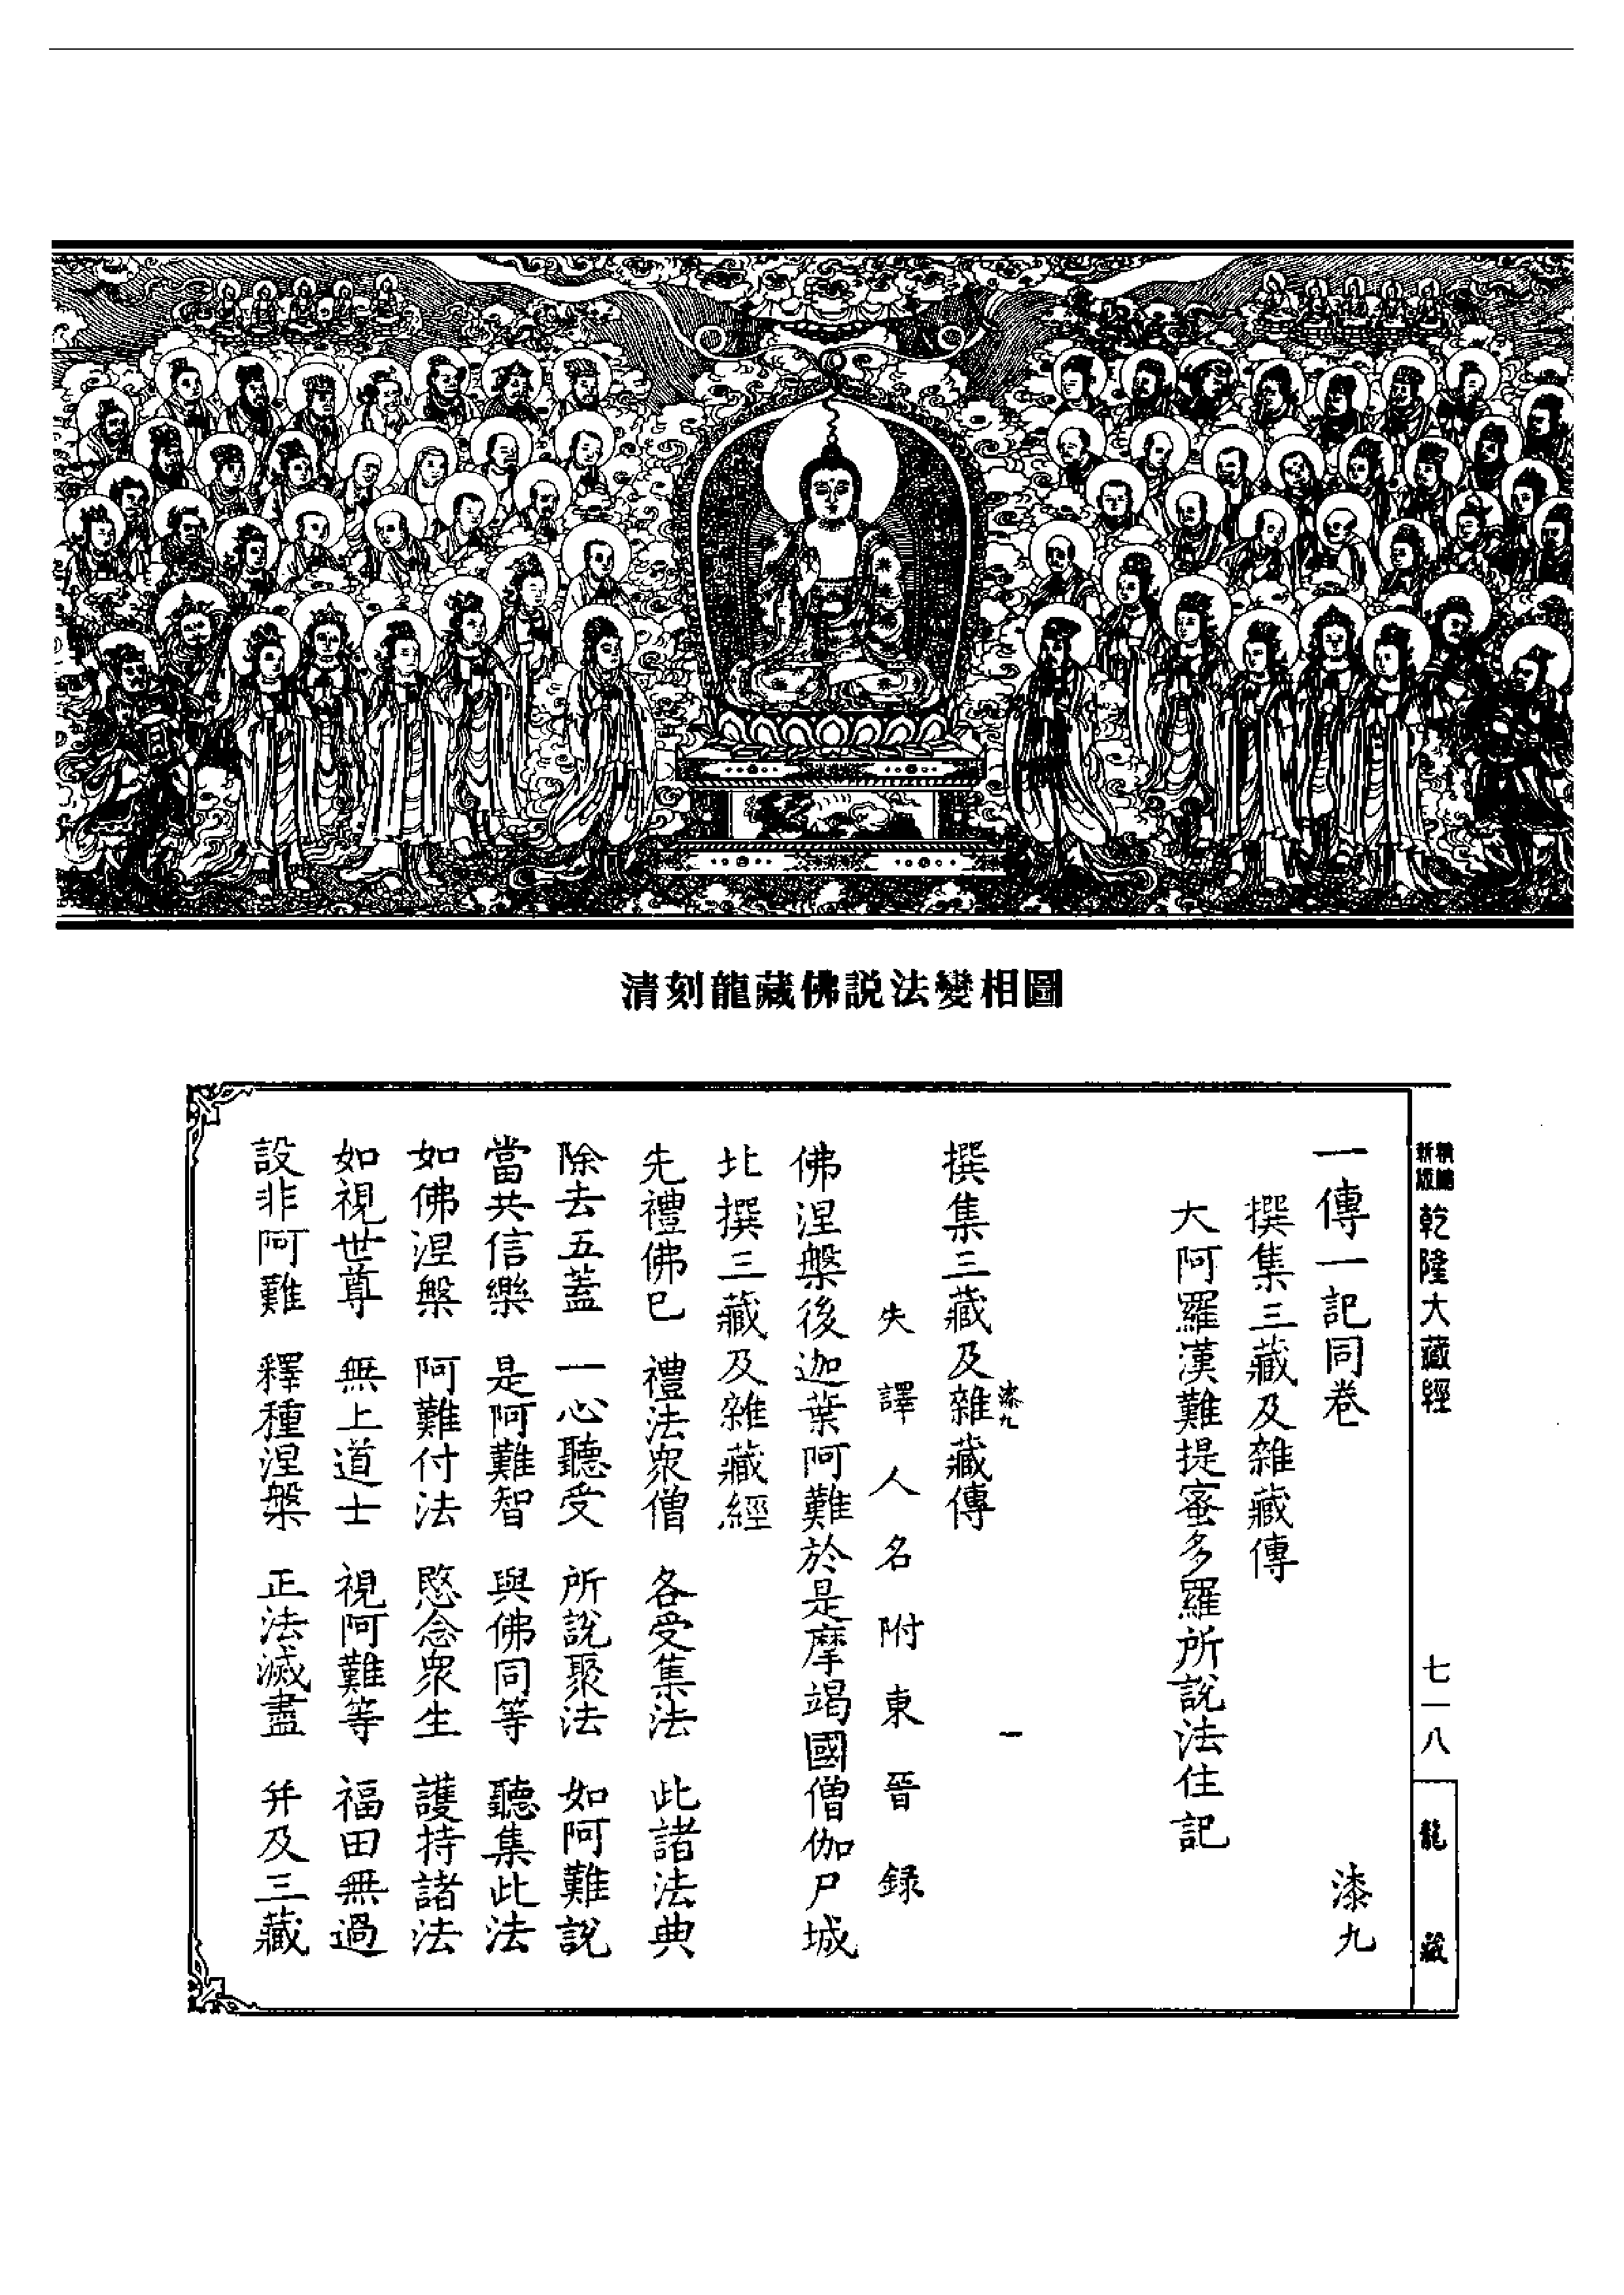 清刻龍藏佛説法變相圖
新版
精編
乾隆大藏經
七一八
龍藏
一傳一記同卷 漆九
撰集三藏及雜藏傳
大阿羅漢難提蜜多羅所說法住記
漆九 一
撰集三藏及雜藏傳
失譯人名附東晉録
佛涅槃後迦葉阿難於是摩竭國僧伽尸城
北撰三藏及雜藏經
先禮佛已 禮法衆僧 各受集法 此諸法典
除去五蓋 一心聽受 所說聚法 如阿難說
當共信樂 是阿難智 與佛同等 聽集此法
如佛涅槃 阿難付法 愍念衆生 護持諸法
如視世尊 無上道士 視阿難等 福田無過
設非阿難 釋種涅槃 正法滅盡 并及三藏